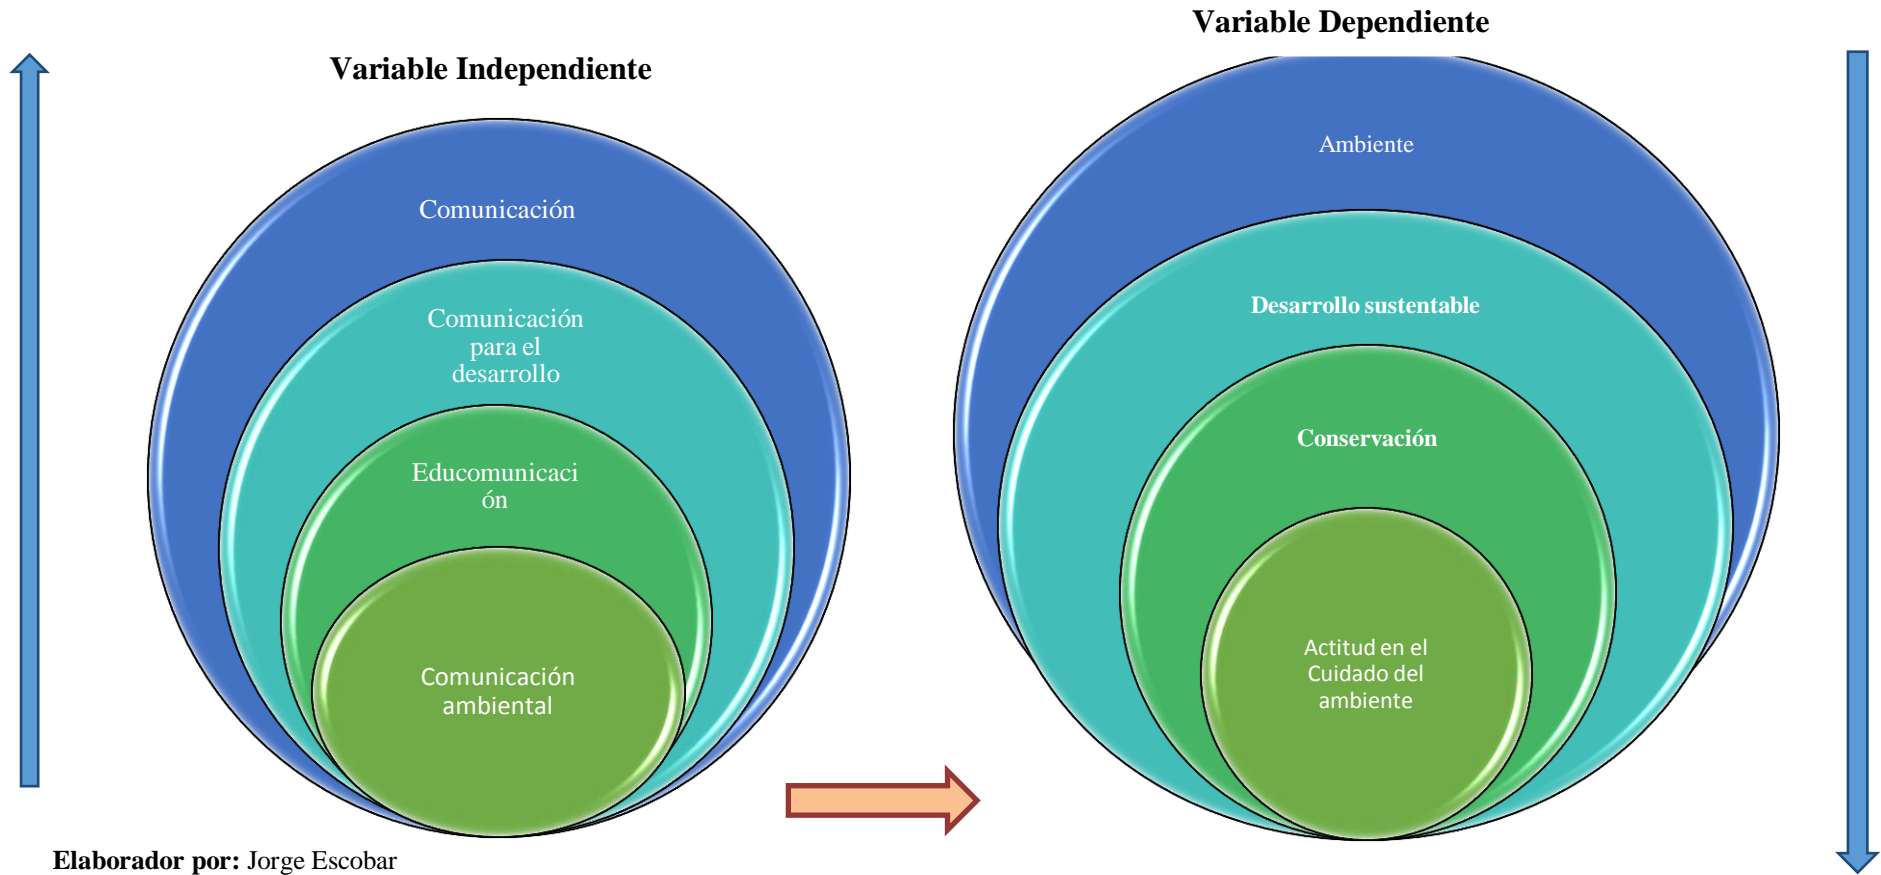 Variable Independiente
Comunicación
Comunicación
para el
desarrollo
Educomunicaci
ón
Comunicación
ambiental
Variable Dependiente
Ambiente
Desarrollo sustentable
Conservación
Actitud en el
Cuidado del
ambiente
Elaborador por: Jorge Escobar